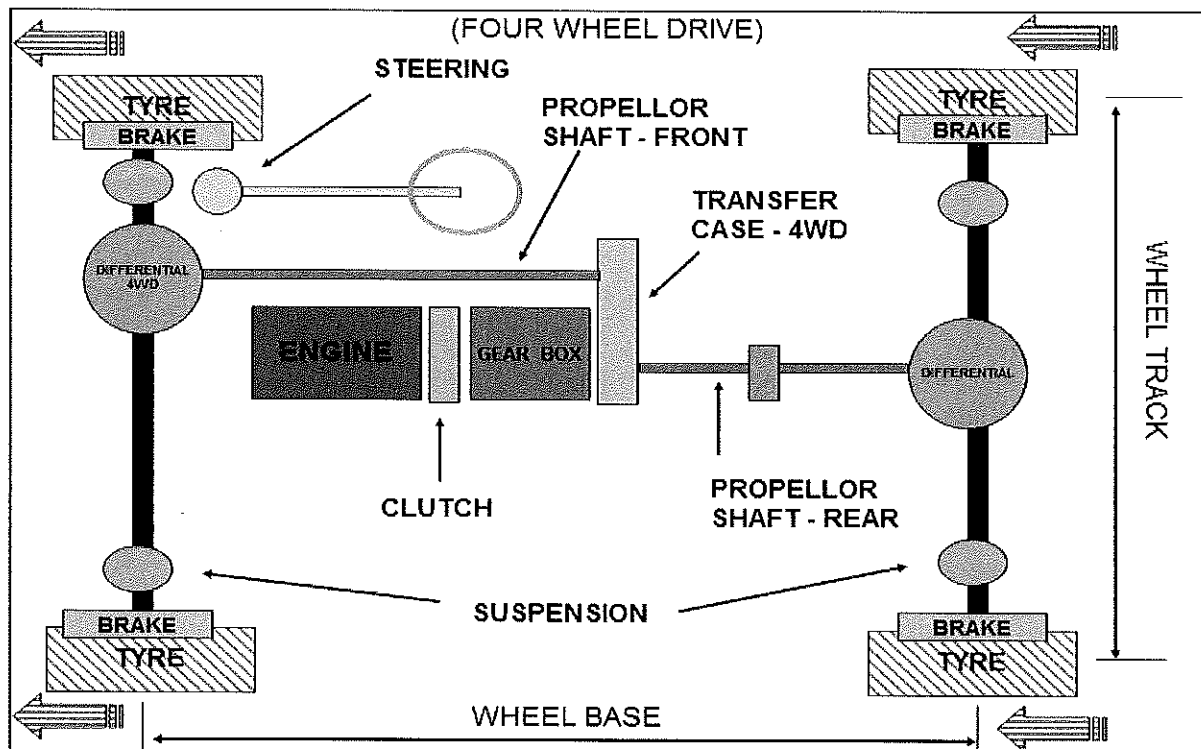 (FOUR WHEEL DRIVE)
STEERING
TYRE
BRAKE
PROPELLOR
SHAFT - FRONT
TYRE
BRAKE
TRANSFER
CASE - 4WD
DIFFERENTIAL
4WD
ENGINE
GEAR BOX
DIFFERENTIAL
WHEEL TRACK
CLUTCH
PROPELLOR
SHAFT - REAR
SUSPENSION
BRAKE
TYRE
BRAKE
TYRE
WHEEL BASE